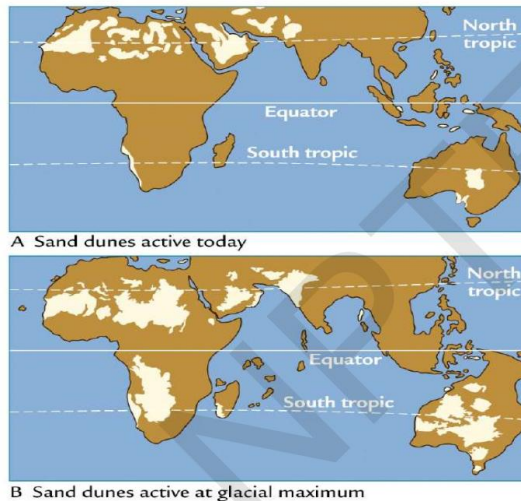 North
tropic
Equator
South tropic
A Sand dunes active today
North
tropic
Equator
South tropic
B Sand dunes active at glacial maximum
NPT